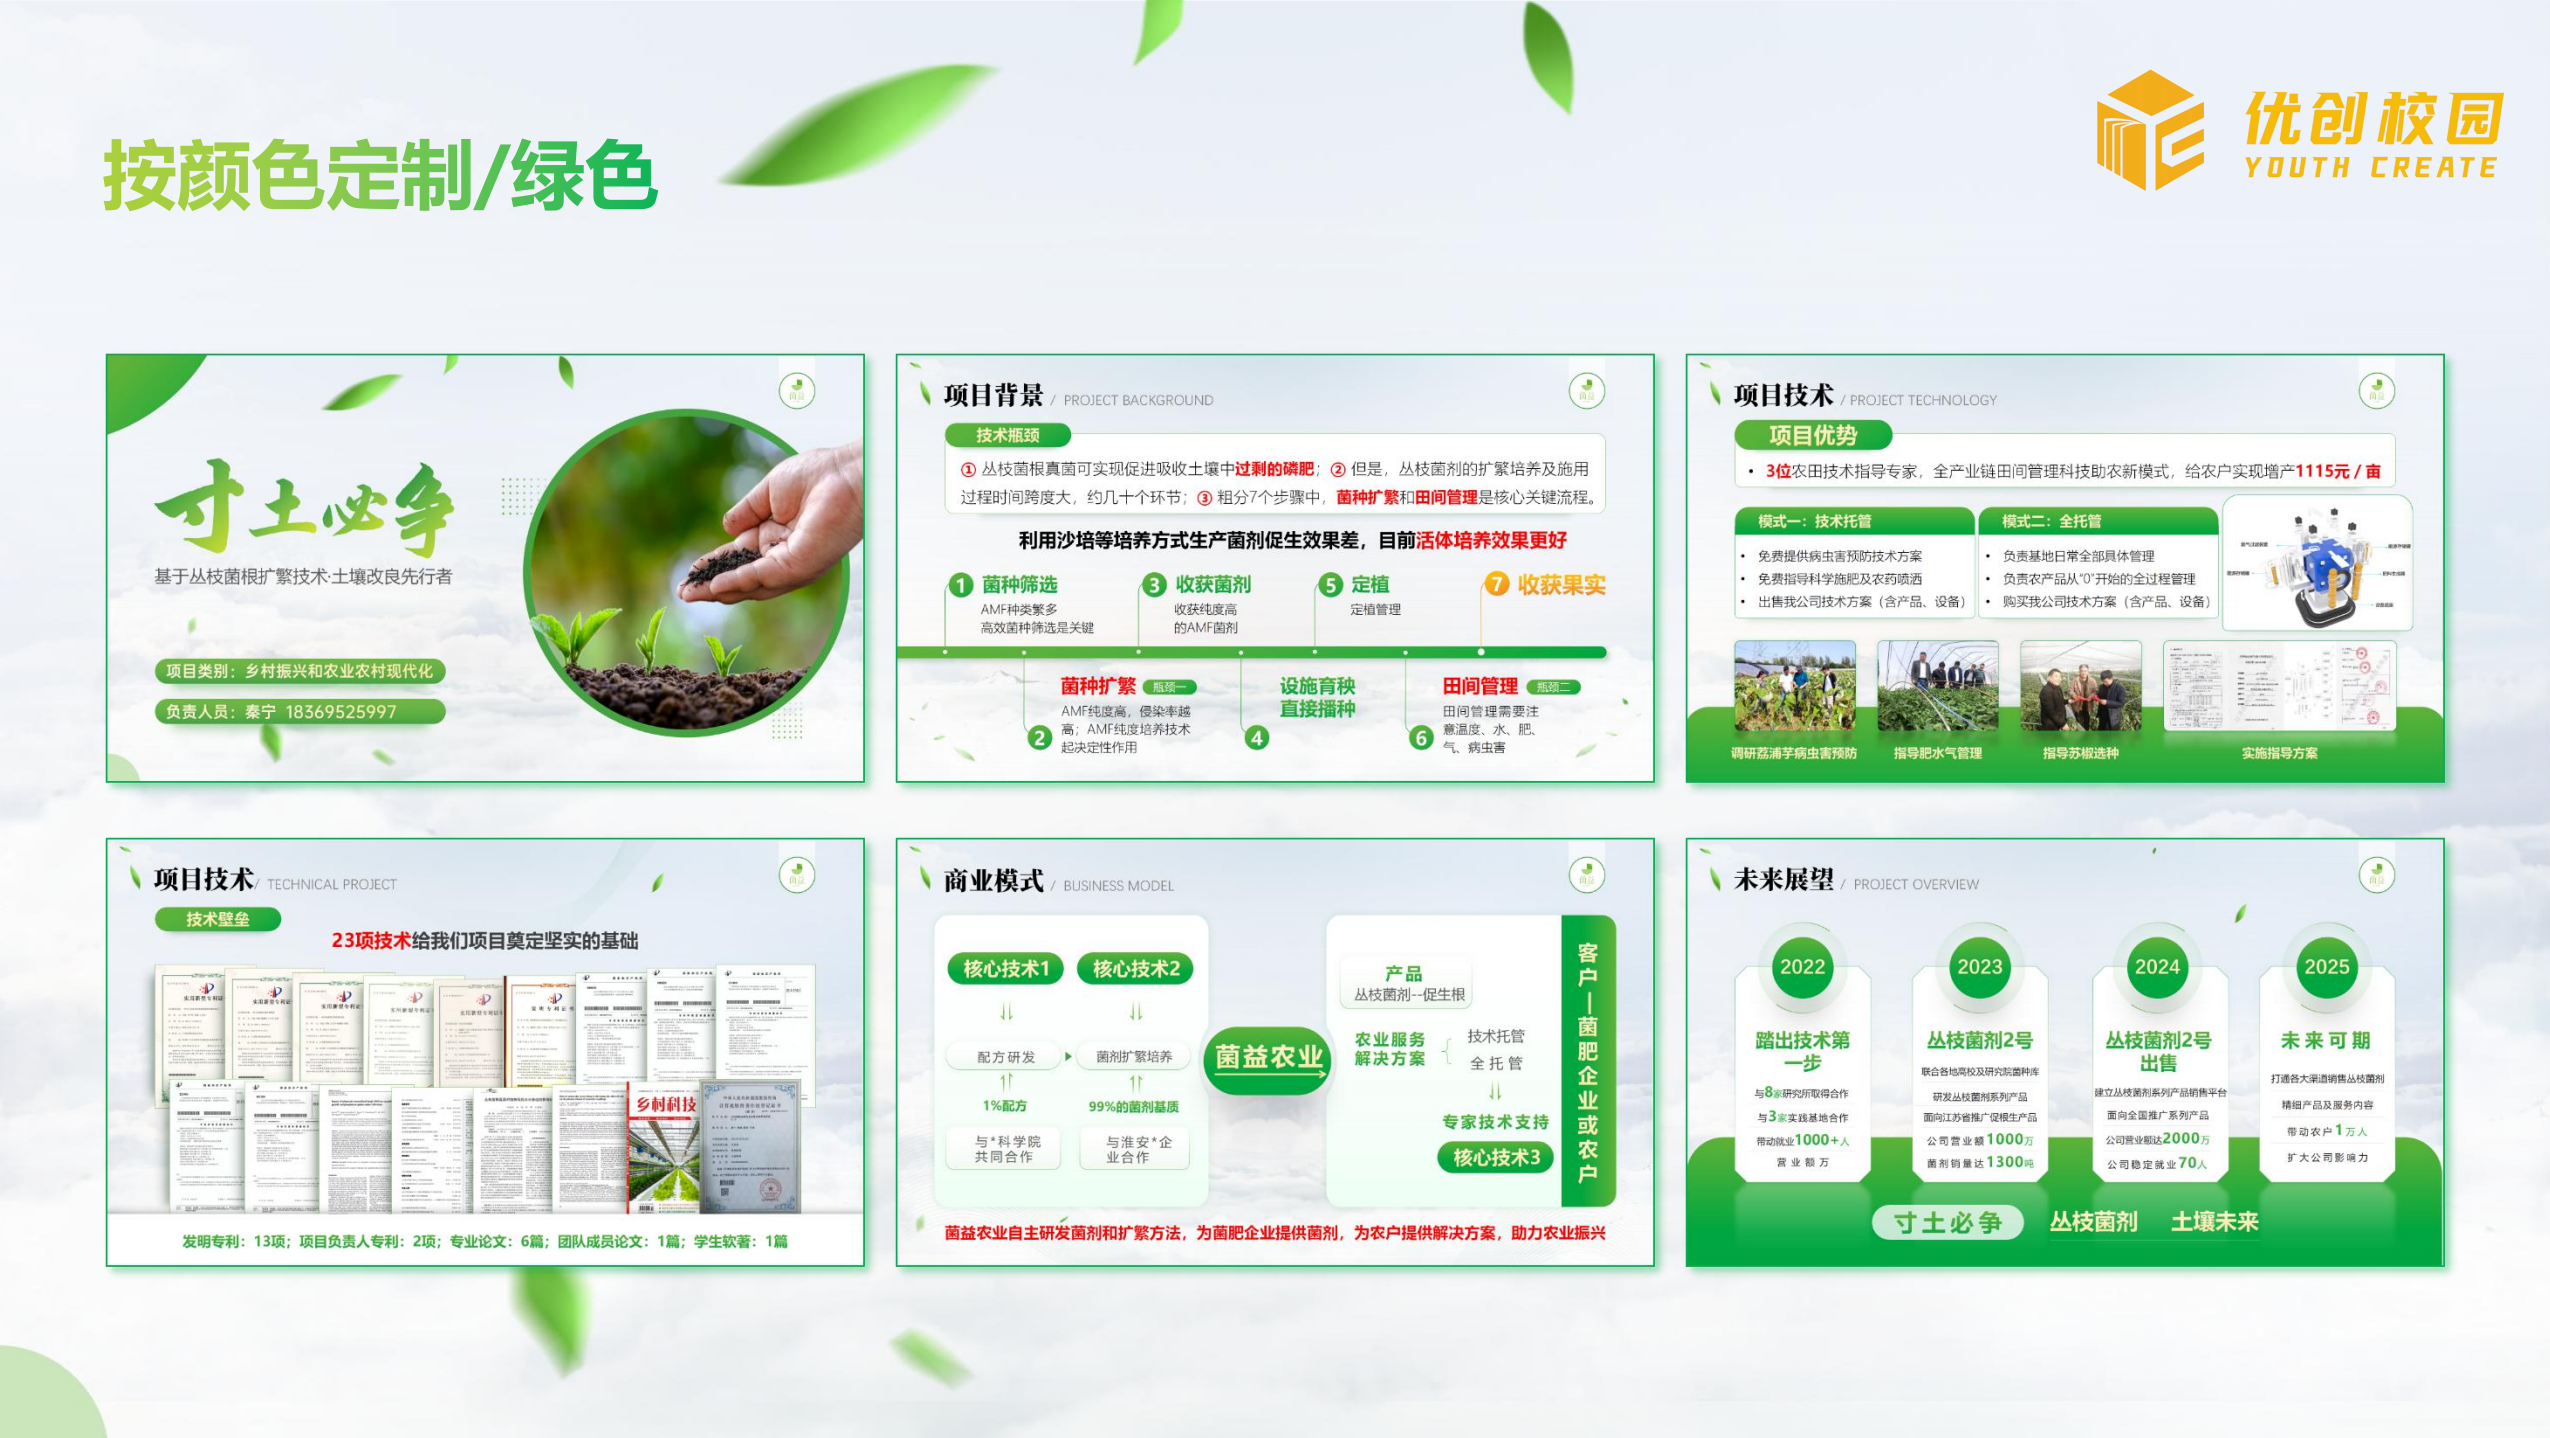 按颜色定制/绿色
优创校园
YOUTH CREATE
寸土必争
基于丛枝菌根扩繁技术·土壤改良先行者
项目类别：乡村振兴和农业农村现代化
负责人员：秦宁 18369525997
项目背景 / PROJECT BACKGROUND
技术瓶颈
① 丛枝菌根真菌可实现促进吸收土壤中过剩的磷肥；② 但是，丛枝菌剂的扩繁培养及施用
过程时间跨度大，约几十个环节；③ 粗分7个步骤中，菌种扩繁和田间管理是核心关键流程。
利用沙培等培养方式生产菌剂促生效果差，目前活体培养效果更好
1 菌种筛选
AMF种类繁多
高效菌种筛选是关键
3 收获菌剂
收获纯度高
的AMF菌剂
5 定植
定植管理
7 收获果实
菌种扩繁 瓶颈一
AMF纯度高，侵染率越
高；AMF纯度培养技术
起决定性作用
2
设施育秧
直接播种
4
田间管理 瓶颈二
田间管理需要注
意温度、水、肥、
气、病虫害
6
项目技术 / PROJECT TECHNOLOGY
项目优势
• 3位农田技术指导专家，全产业链田间管理科技助农新模式，给农户实现增产1115元 / 亩
模式一：技术托管
• 免费提供病虫害预防技术方案
• 免费指导科学施肥及农药喷洒
• 出售我公司技术方案（含产品、设备）
模式二：全托管
• 负责基地日常全部具体管理
• 负责农产品从“0”开始的全过程管理
• 购买我公司技术方案（含产品、设备）
调研荔浦芋病虫害预防
指导肥水气管理
指导苏椒选种
实施指导方案
项目技术 / TECHNICAL PROJECT
技术壁垒
23项技术给我们项目奠定坚实的基础
乡村科技
发明专利：13项；项目负责人专利：2项；专业论文：6篇；团队成员论文：1篇；学生软著：1篇
商业模式 / BUSINESS MODEL
核心技术1
核心技术2
配方研发
菌剂扩繁培养
1%配方
99%的菌剂基质
与*科学院
共同合作
与淮安*企
业合作
菌益农业
产品
丛枝菌剂--促生根
农业服务
解决方案
技术托管
全托管
专家技术支持
核心技术3
客户—菌肥企业或农户
菌益农业自主研发菌剂和扩繁方法，为菌肥企业提供菌剂，为农户提供解决方案，助力农业振兴
未来展望 / PROJECT OVERVIEW
2022
踏出技术第
一步
与8家研究所取得合作
与3家实践基地合作
带动就业1000+人
营业额万
2023
丛枝菌剂2号
联合各地高校及研究院菌种库
研发丛枝菌剂系列产品
面向江苏省推广促根生产品
公司营业额1000万
菌剂销量达1300吨
2024
丛枝菌剂2号
出售
建立丛枝菌剂系列产品销售平台
面向全国推广系列产品
公司营业额达2000万
公司稳定就业70人
2025
未来可期
打通各大渠道销售丛枝菌剂
精细产品及服务内容
带动农户1万人
扩大公司影响力
寸土必争 丛枝菌剂 土壤未来